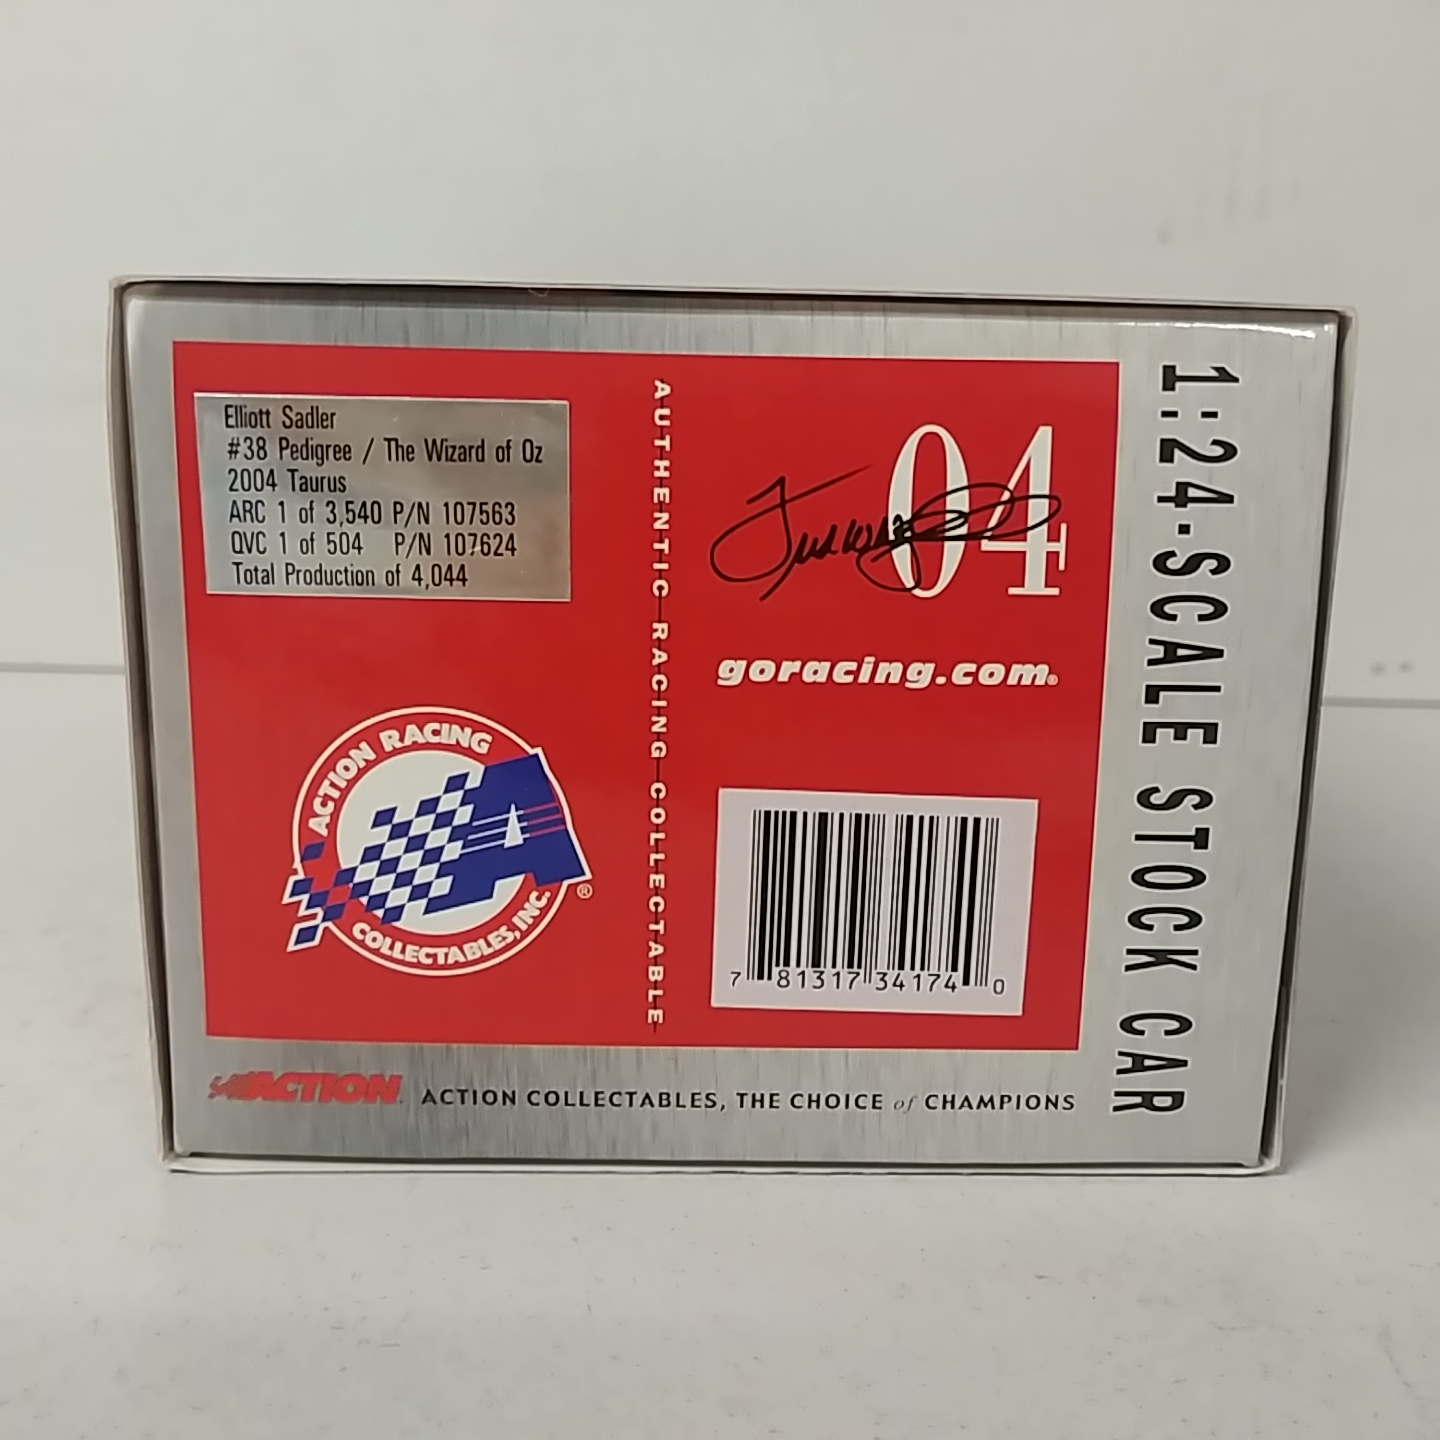 Elliott Sadler
#38 Pedigree / The Wizard of Oz
2004 Taurus
ARC 1 of 3,540 P/N 107563
QVC 1 of 504 P/N 107624
Total Production of 4,044
ACTION RACING
COLLECTABLES, INC.
A
®
AUTHENTIC RACING COLLECTABLE
04
goracing.com®
7 81317 34174 0
1:24-SCALE STOCK CAR
ACTION
ACTION COLLECTABLES, THE CHOICE of CHAMPIONS